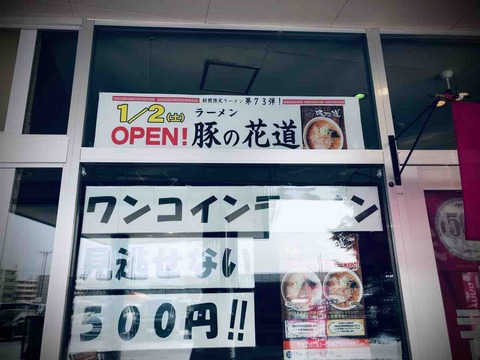 期間限定ラーメン第73弾!
1/2(土)
OPEN!
ラーメン
豚の花道
ワンコインラーメン
見逃せない
500円!!